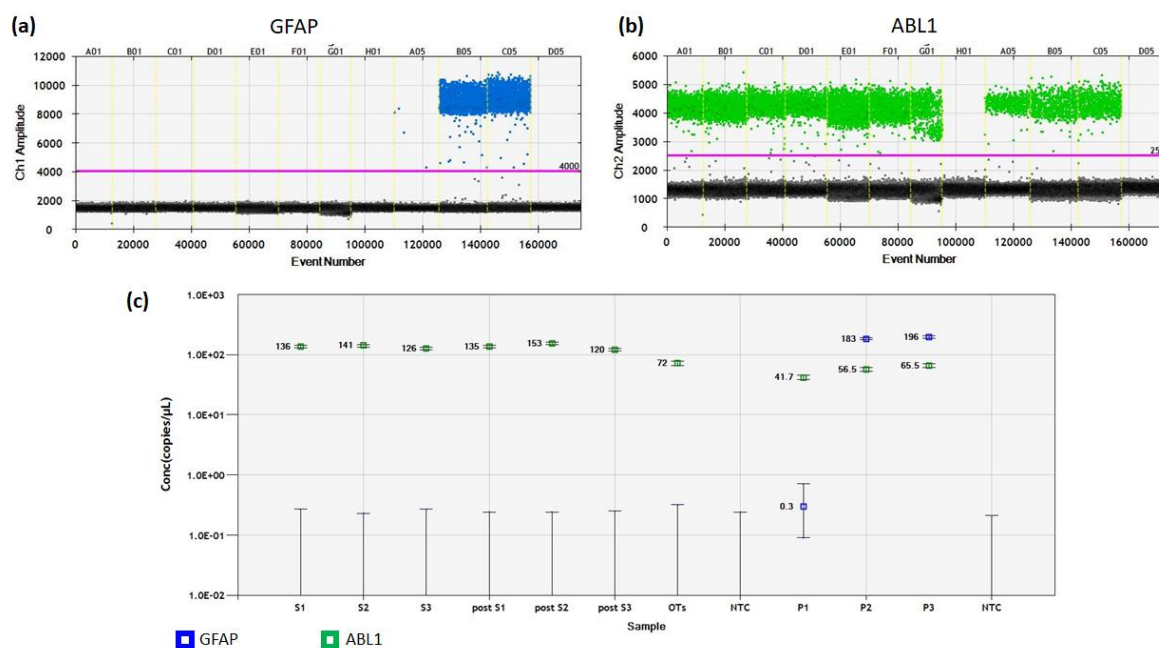 (a) GFAP
A01 B01 C01 D01 E01 F01 G01 H01 A05 B05 C05 D05
12000
10000
8000
6000
4000
2000
0
4000
Ch1 Amplitude
0 20000 40000 60000 80000 100000 120000 140000 160000
Event Number
(b) ABL1
A01 B01 C01 D01 E01 F01 G01 H01 A05 B05 C05 D05
6000
5000
4000
3000
2000
1000
0
25
Ch2 Amplitude
0 20000 40000 60000 80000 100000 120000 140000 160000
Event Number
(c)
1.0E+03
1.0E+02
1.0E+01
1.0E+00
1.0E-01
1.0E-02
Conc(copies/µL)
136 141 126 135 153 120 72 41.7 183 196
56.5 65.5
0.3
S1 S2 S3 post S1 post S2 post S3 OTs NTC P1 P2 P3 NTC
Sample
GFAP ABL1